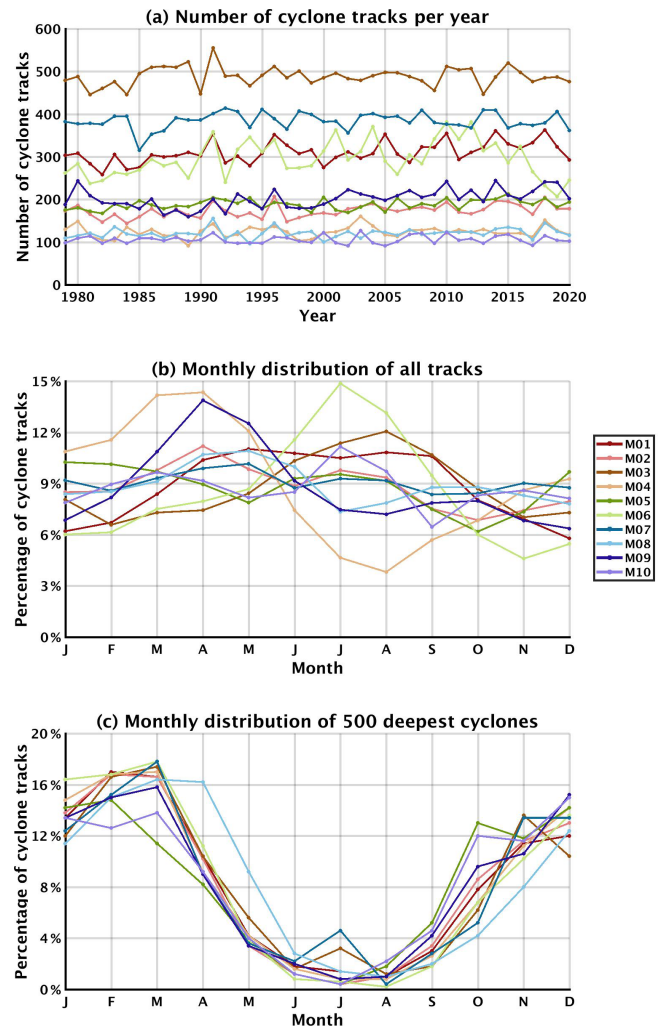 (a) Number of cyclone tracks per year
600
500
400
300
200
100
0
Number of cyclone tracks
1980 1985 1990 1995 2000 2005 2010 2015 2020
Year
(b) Monthly distribution of all tracks
15%
12%
9%
6%
3%
0%
Percentage of cyclone tracks
J F M A M J J A S O N D
Month
M01
M02
M03
M04
M05
M06
M07
M08
M09
M10
(c) Monthly distribution of 500 deepest cyclones
20%
16%
12%
8%
4%
0%
Percentage of cyclone tracks
J F M A M J J A S O N D
Month